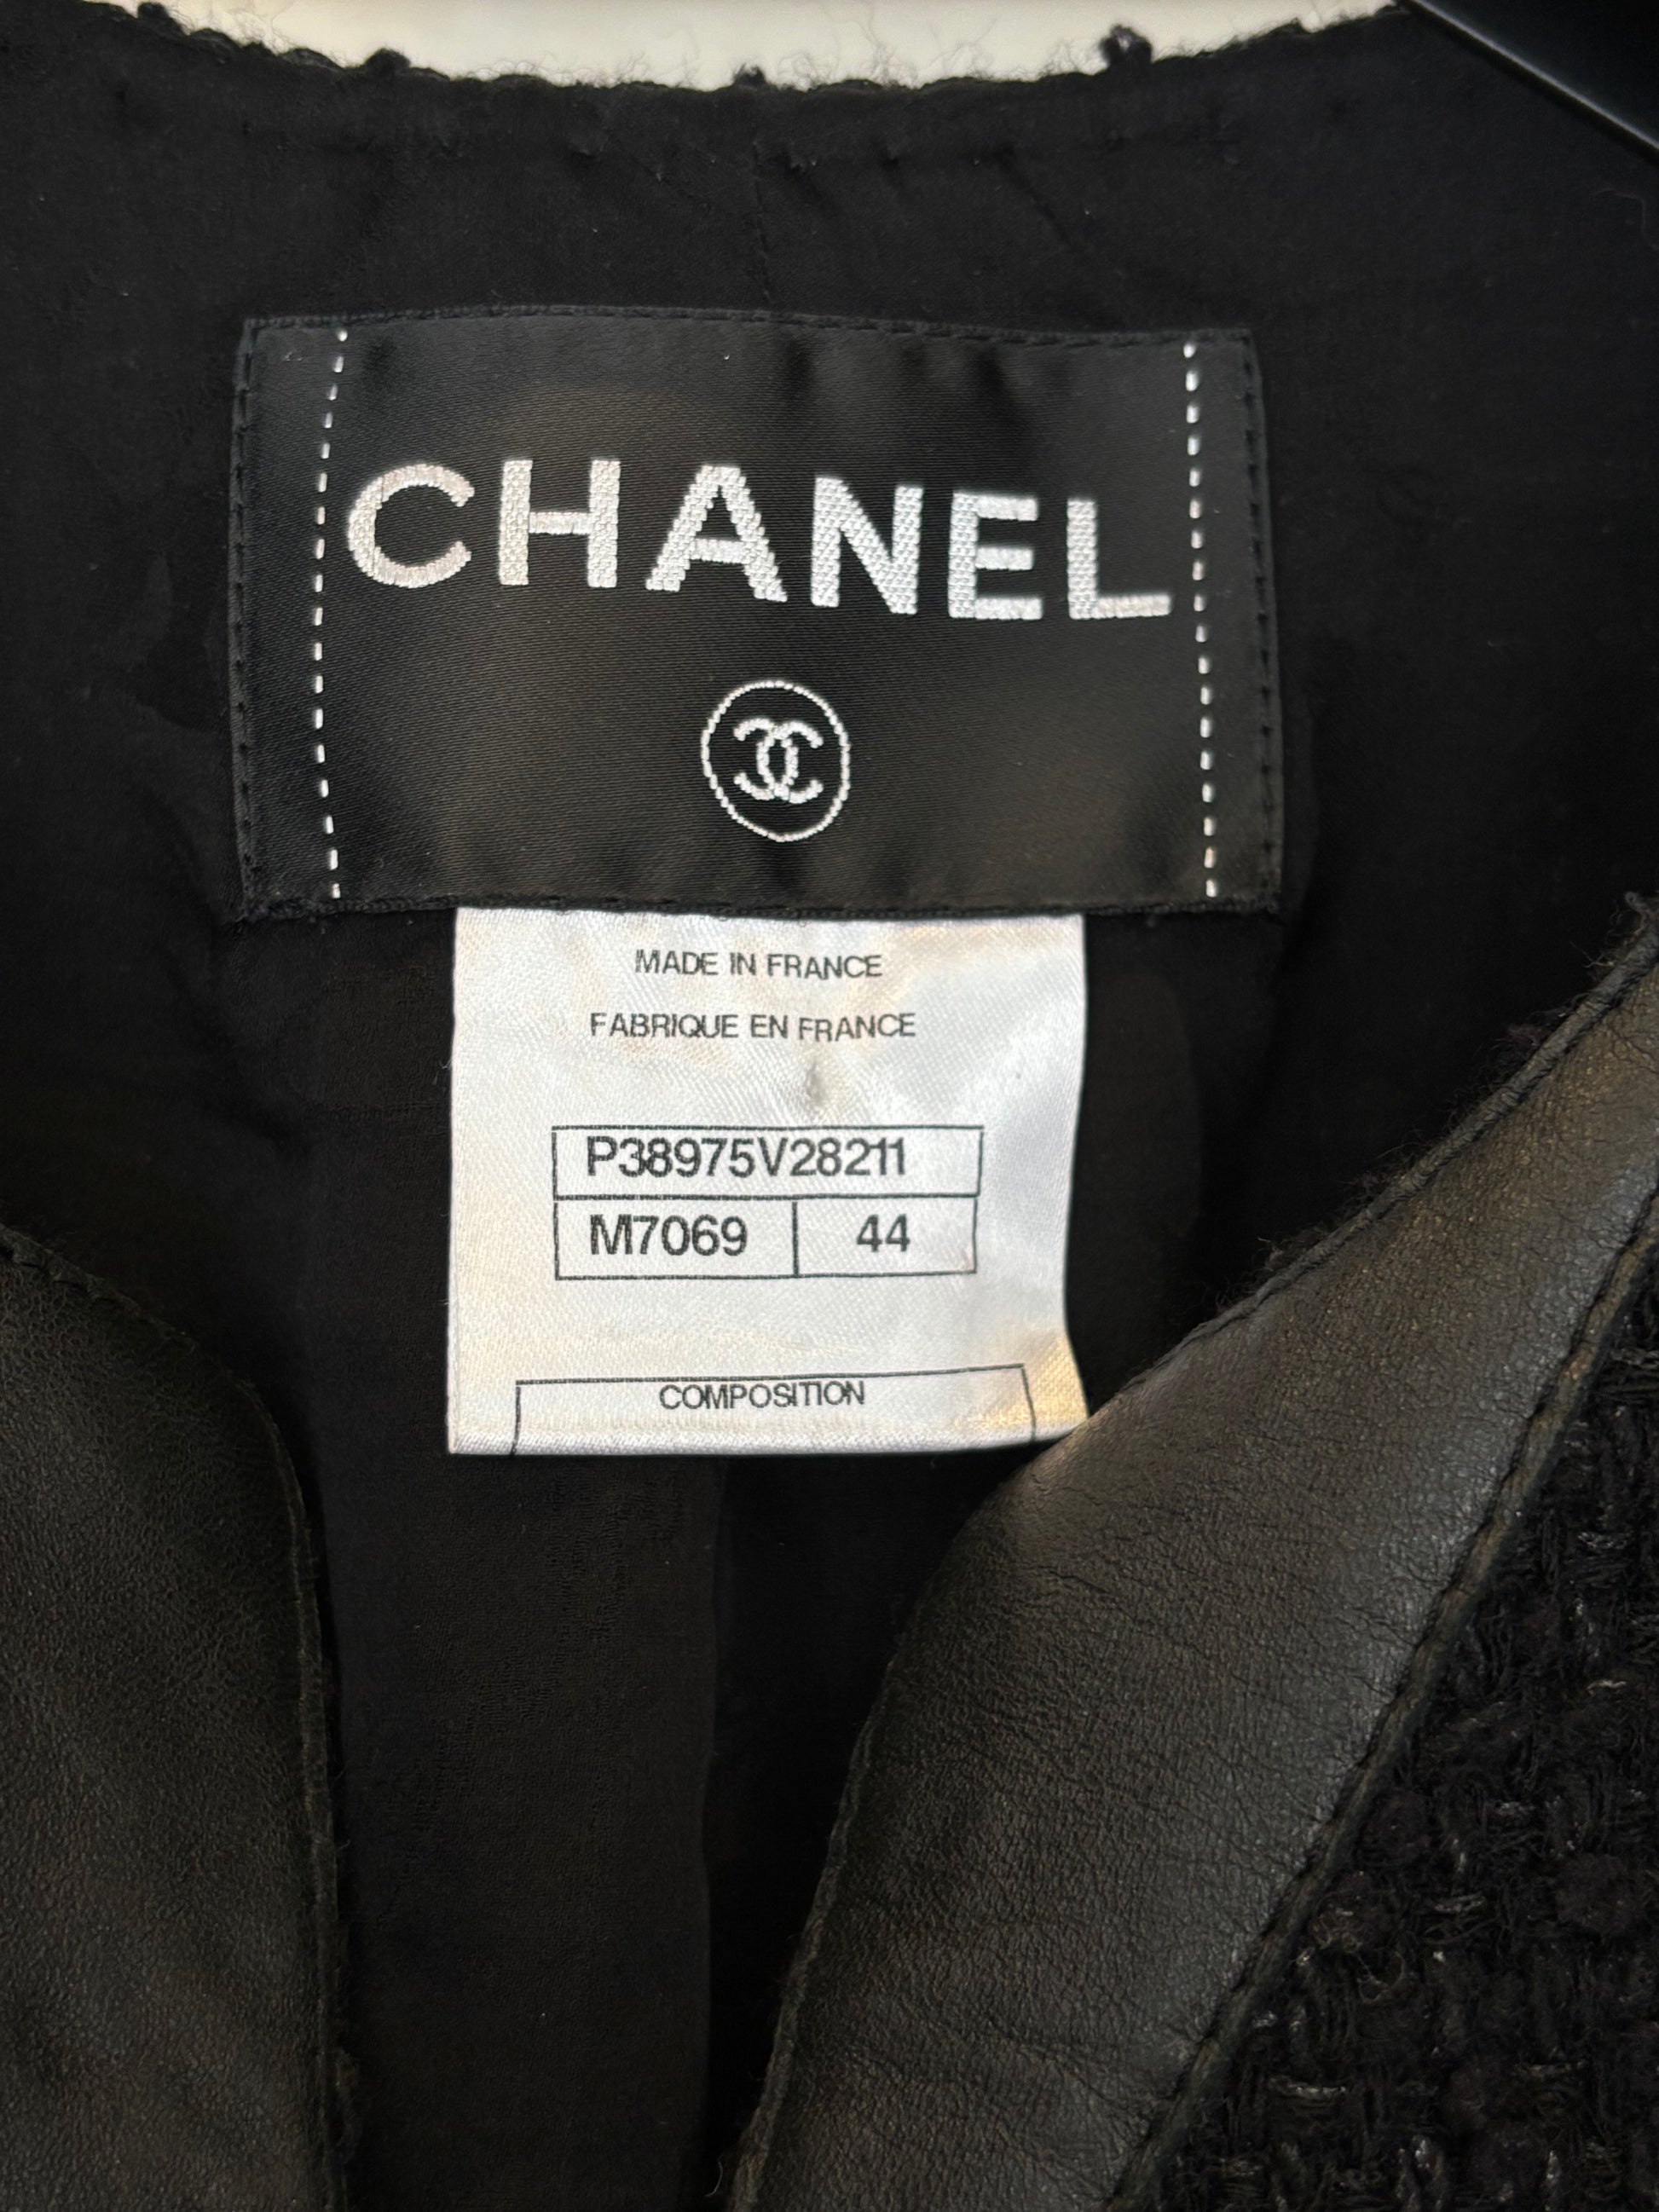 CHANEL
MADE IN FRANCE
FABRIQUE EN FRANCE
P38975V28211
M7069 44
COMPOSITION